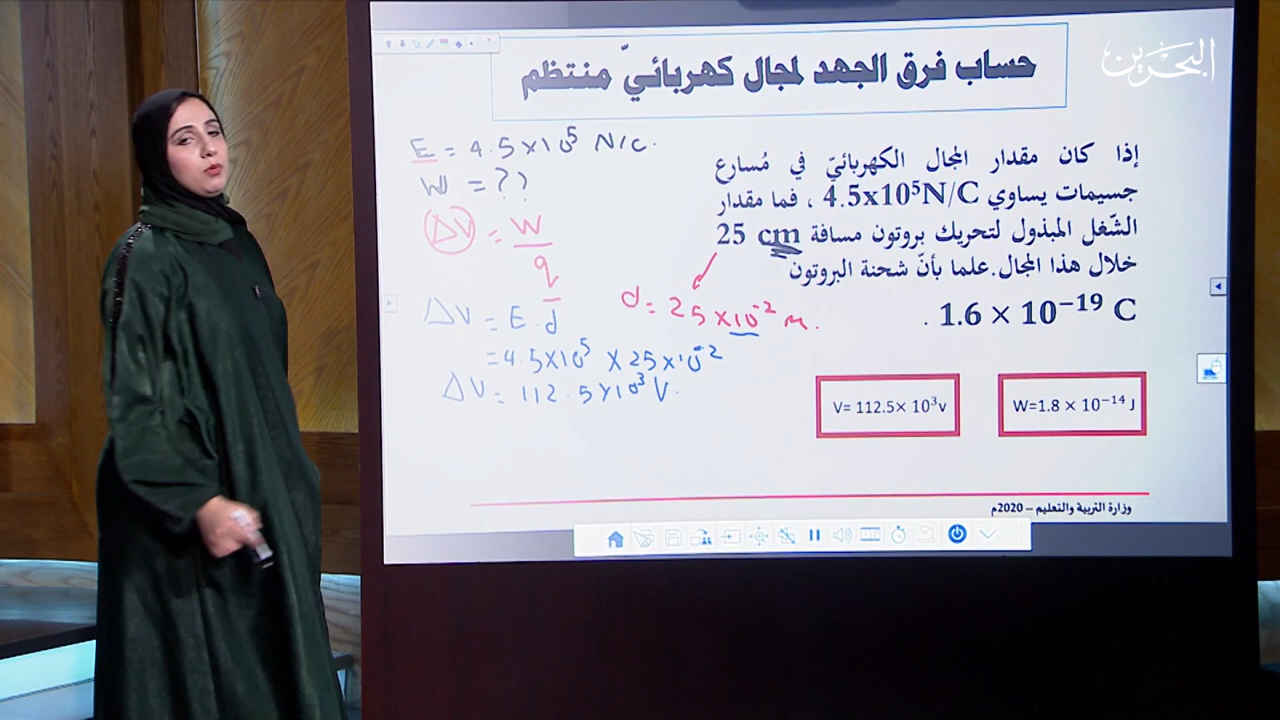 البحرين
حساب فرق الجهد لمجال كهربائيّ منتظم
إذا كان مقدار المجال الكهربائيّ في مُسارع
جسيمات يساوي 4.5x10⁵N/C ، فما مقدار
الشّغل المبذول لتحريك بروتون مسافة 25 cm
خلال هذا المجال.علما بأنّ شحنة البروتون
1.6 × 10⁻¹⁹ C .
E = 4.5×10⁵ N/C.
W = ??
ΔV = W
q
d = 25×10⁻² m.
ΔV = E.d
=4.5×10⁵ × 25×10⁻²
ΔV = 112.5×10³ V.
V= 112.5× 10³v
W=1.8 × 10⁻¹⁴ J
وزارة التربية والتعليم – 2020م